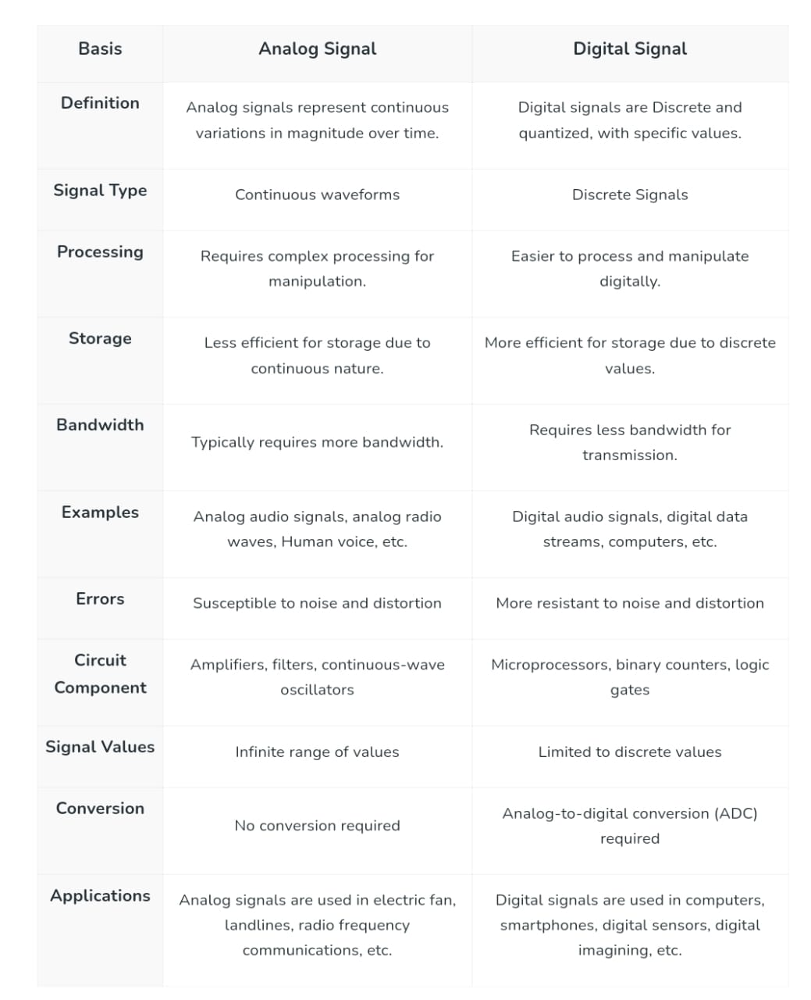 Basis
Analog Signal
Digital Signal
Definition
Analog signals represent continuous
variations in magnitude over time.
Digital signals are Discrete and
quantized, with specific values.
Signal Type
Continuous waveforms
Discrete Signals
Processing
Requires complex processing for
manipulation.
Easier to process and manipulate
digitally.
Storage
Less efficient for storage due to
continuous nature.
More efficient for storage due to discrete
values.
Bandwidth
Typically requires more bandwidth.
Requires less bandwidth for
transmission.
Examples
Analog audio signals, analog radio
waves, Human voice, etc.
Digital audio signals, digital data
streams, computers, etc.
Errors
Susceptible to noise and distortion
More resistant to noise and distortion
Circuit
Component
Amplifiers, filters, continuous-wave
oscillators
Microprocessors, binary counters, logic
gates
Signal Values
Infinite range of values
Limited to discrete values
Conversion
No conversion required
Analog-to-digital conversion (ADC)
required
Applications
Analog signals are used in electric fan,
landlines, radio frequency
communications, etc.
Digital signals are used in computers,
smartphones, digital sensors, digital
imagining, etc.